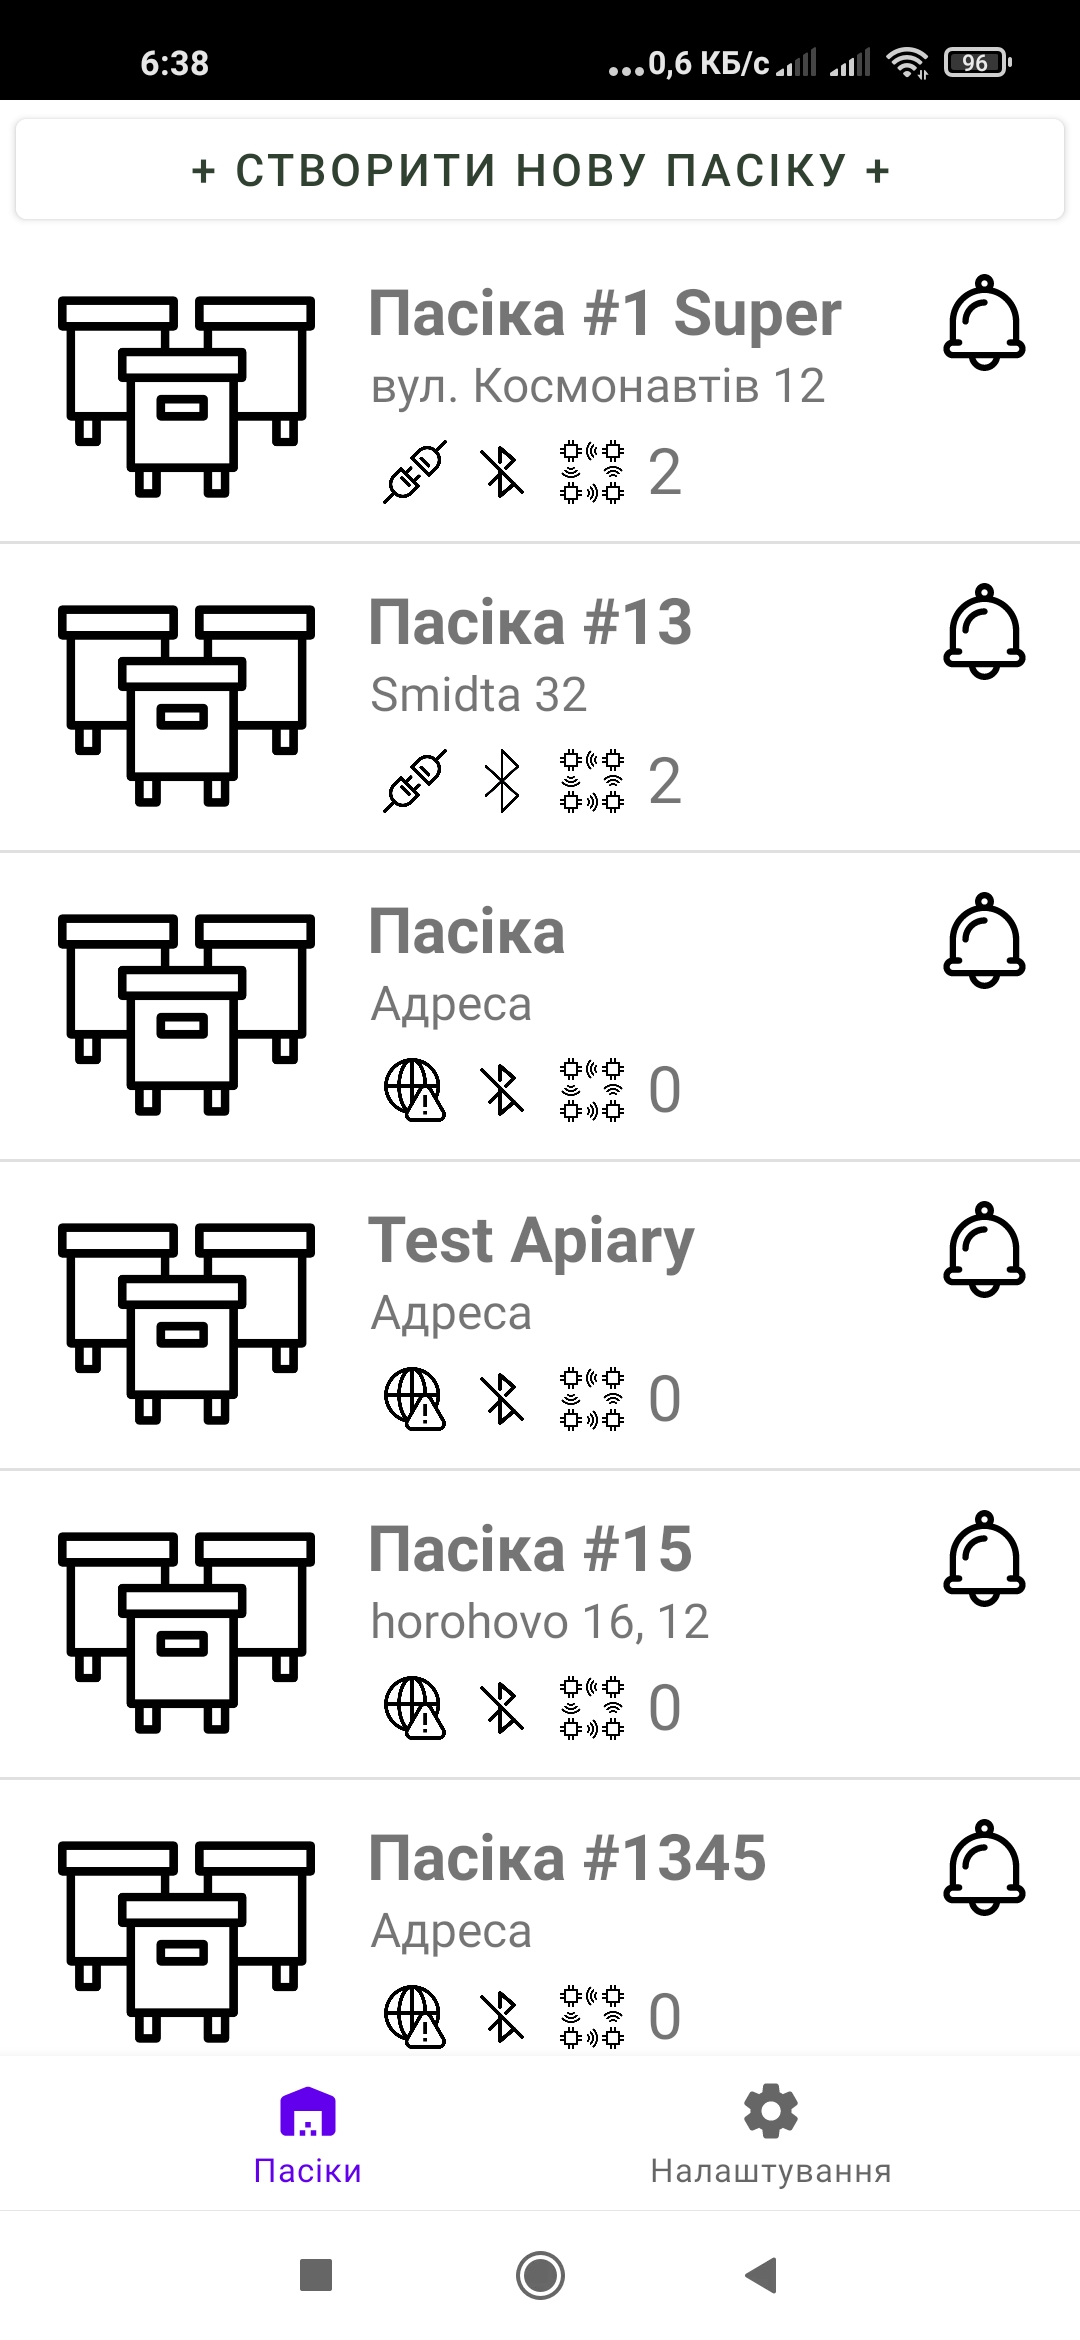 6:38
...0,6 КБ/с
96
+ СТВОРИТИ НОВУ ПАСІКУ +
Пасіка #1 Super
вул. Космонавтів 12
2
Пасіка #13
Smidta 32
2
Пасіка
Адреса
0
Test Apiary
Адреса
0
Пасіка #15
horohovo 16, 12
0
Пасіка #1345
Адреса
0
Пасіки
Налаштування